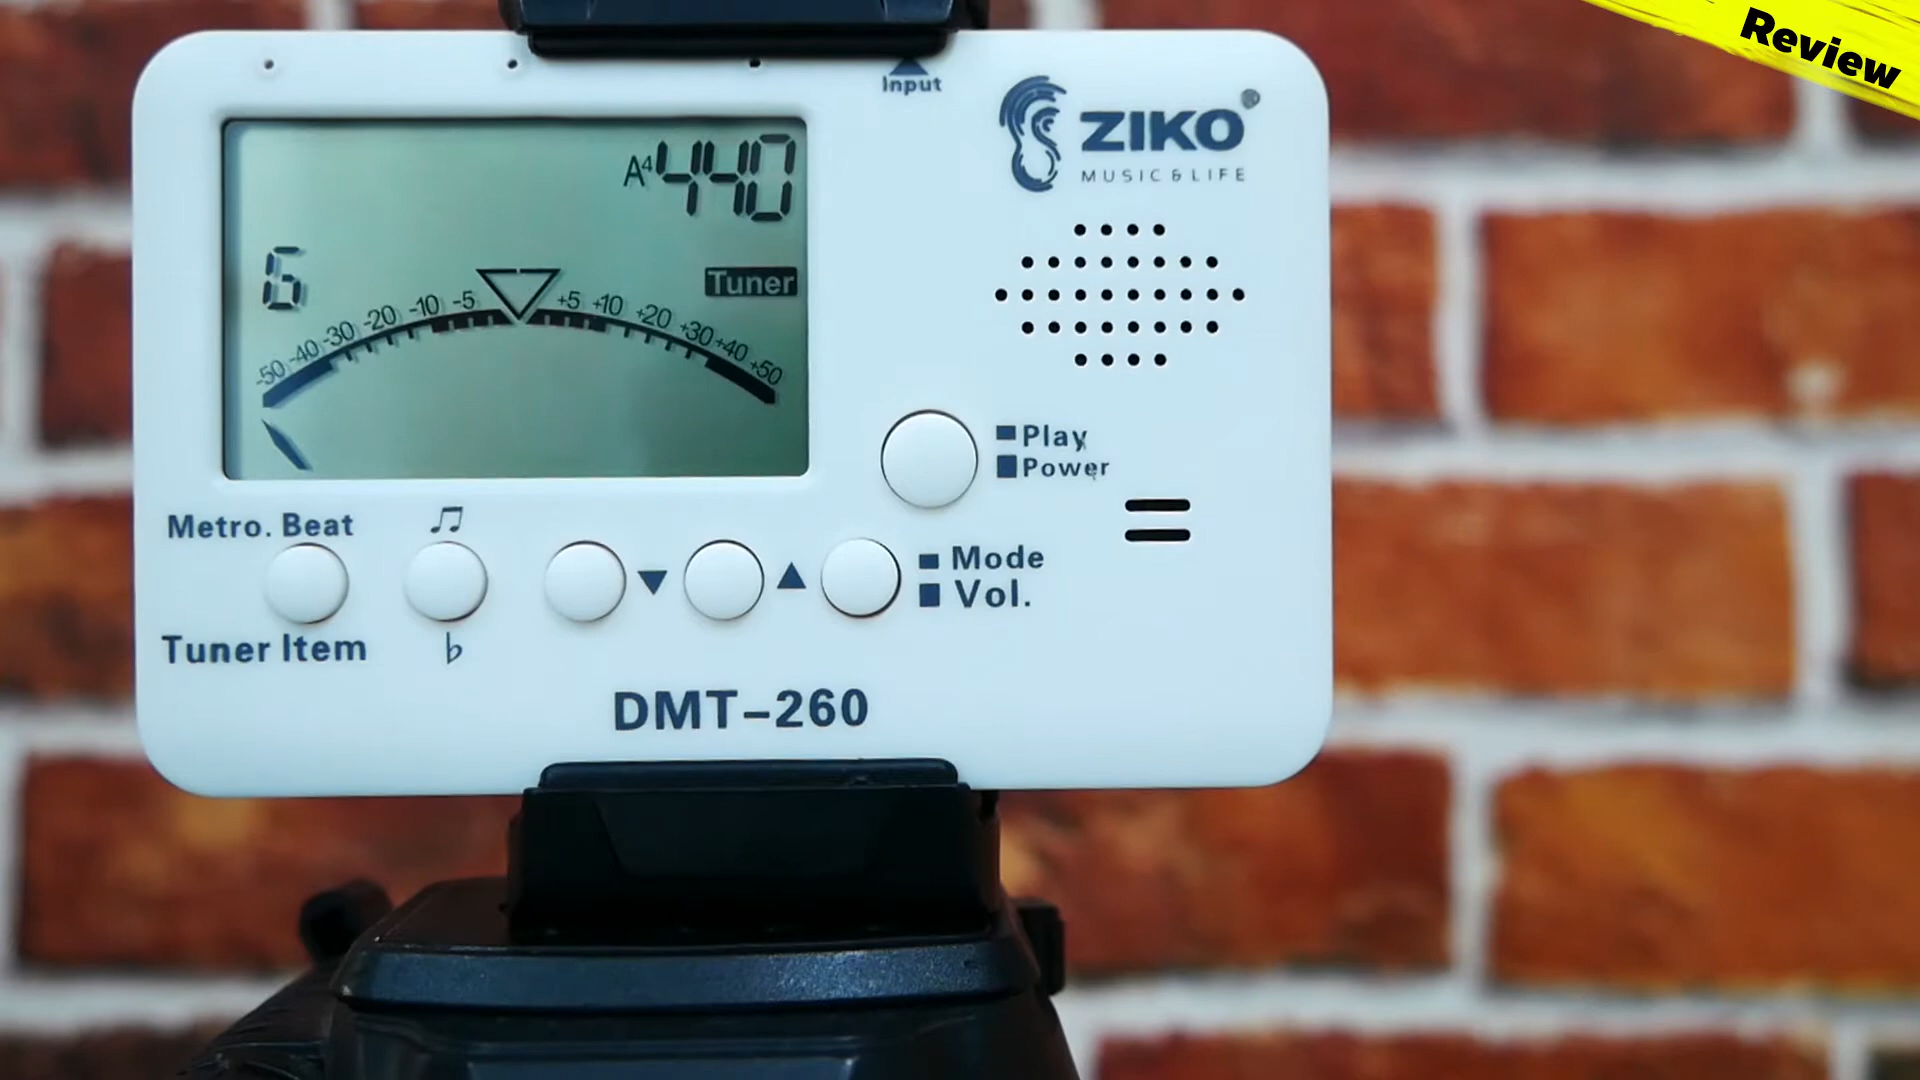 Review
Input
ZIKO®
MUSIC & LIFE
A4 440
6
Tuner
-50 -40 -30 -20 -10 -5 +5 +10 +20 +30 +40 +50
Play
Power
Metro. Beat
♫
Mode
Vol.
Tuner Item
♭
DMT-260